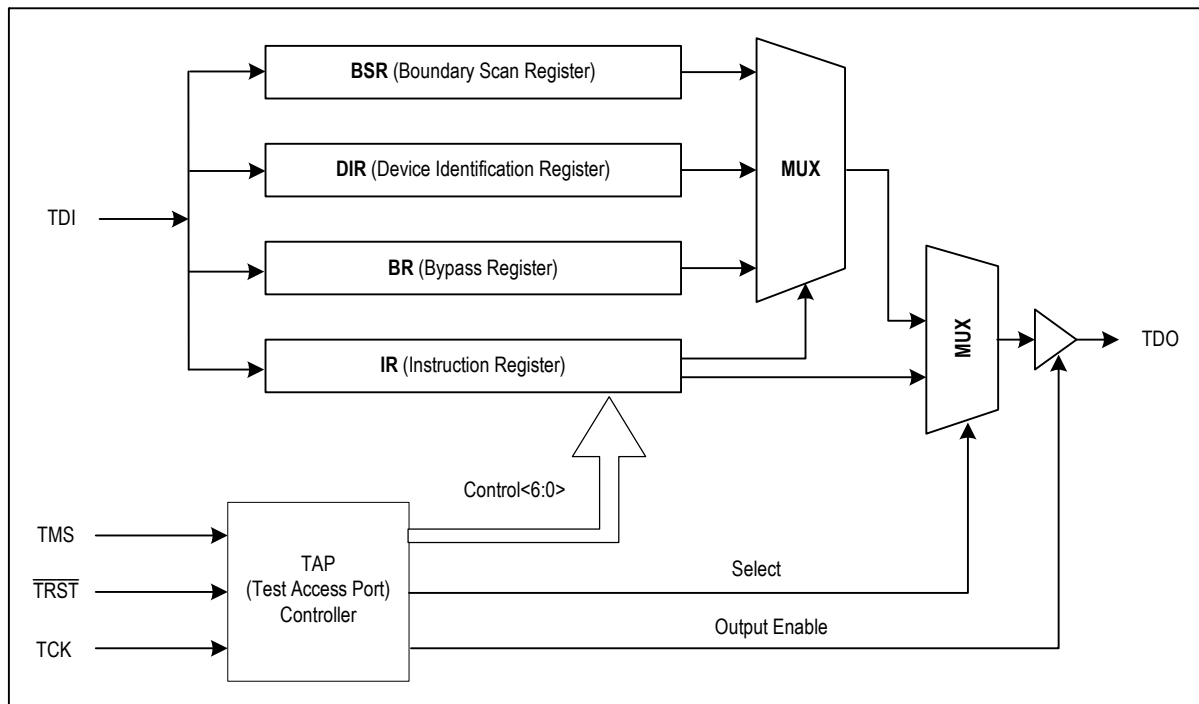 BSR (Boundary Scan Register)
DIR (Device Identification Register)
MUX
TDI
BR (Bypass Register)
MUX
TDO
IR (Instruction Register)
Control<6:0>
TMS
TAP
(Test Access Port)
Controller
TRST
Select
TCK
Output Enable